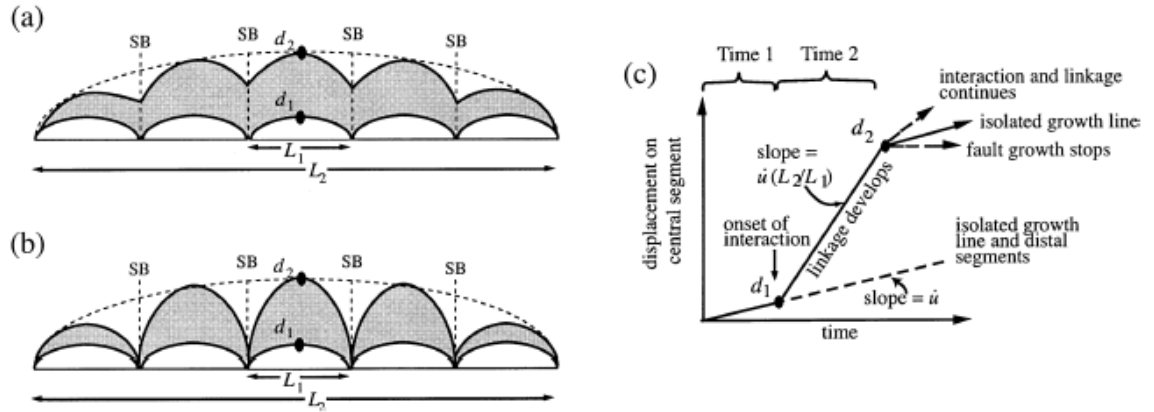 (a)
SB
SB
SB
SB
d₂
d₁
L₁
L₂
(b)
SB
SB
SB
SB
d₂
d₁
L₁
L₂
(c)
Time 1
Time 2
interaction and linkage
continues
isolated growth line
fault growth stops
d₂
slope =
u̇(L₂/L₁)
linkage develops
onset of
interaction
d₁
isolated growth
line and distal
segments
slope = u̇
displacement on
central segment
time